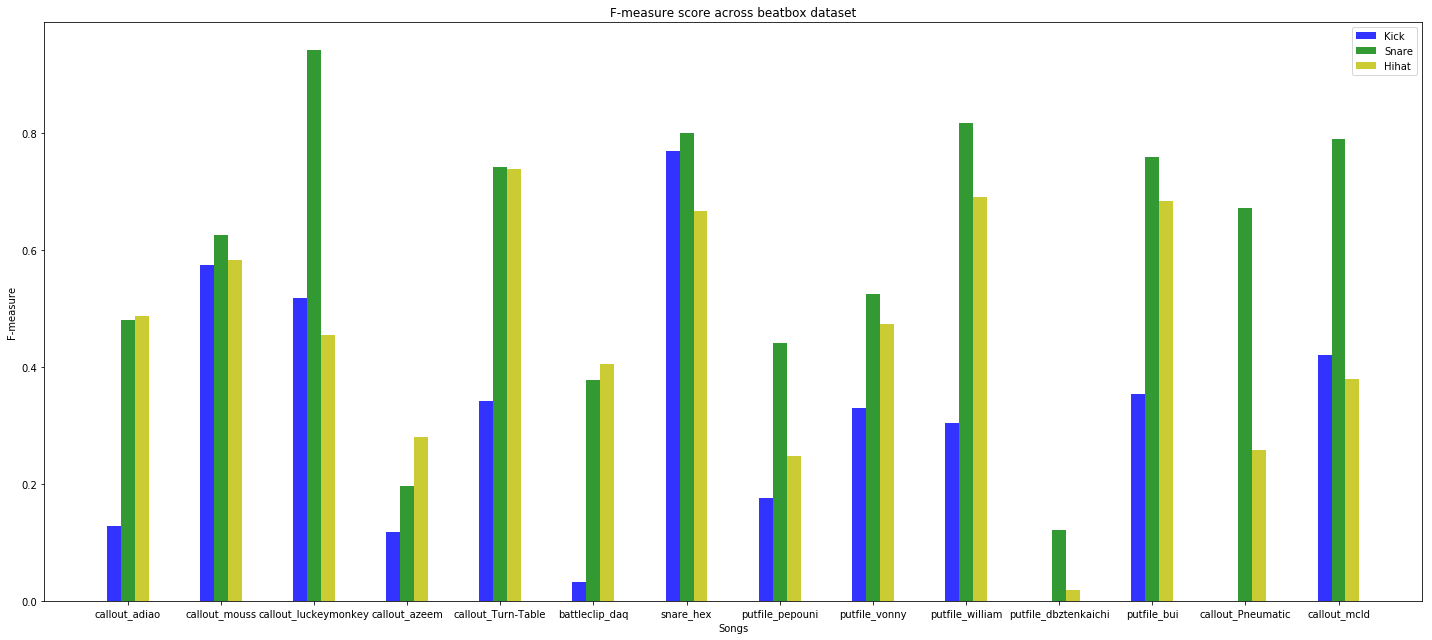 F-measure score across beatbox dataset
Kick
Snare
Hihat
0.8
0.6
0.4
0.2
0.0
F-measure
callout_adiao callout_mouss callout_luckeymonkey callout_azeem callout_Turn-Table battleclip_daq snare_hex putfile_pepouni putfile_vonny putfile_william putfile_dbztenkaichi putfile_bui callout_Pneumatic callout_mcld
Songs